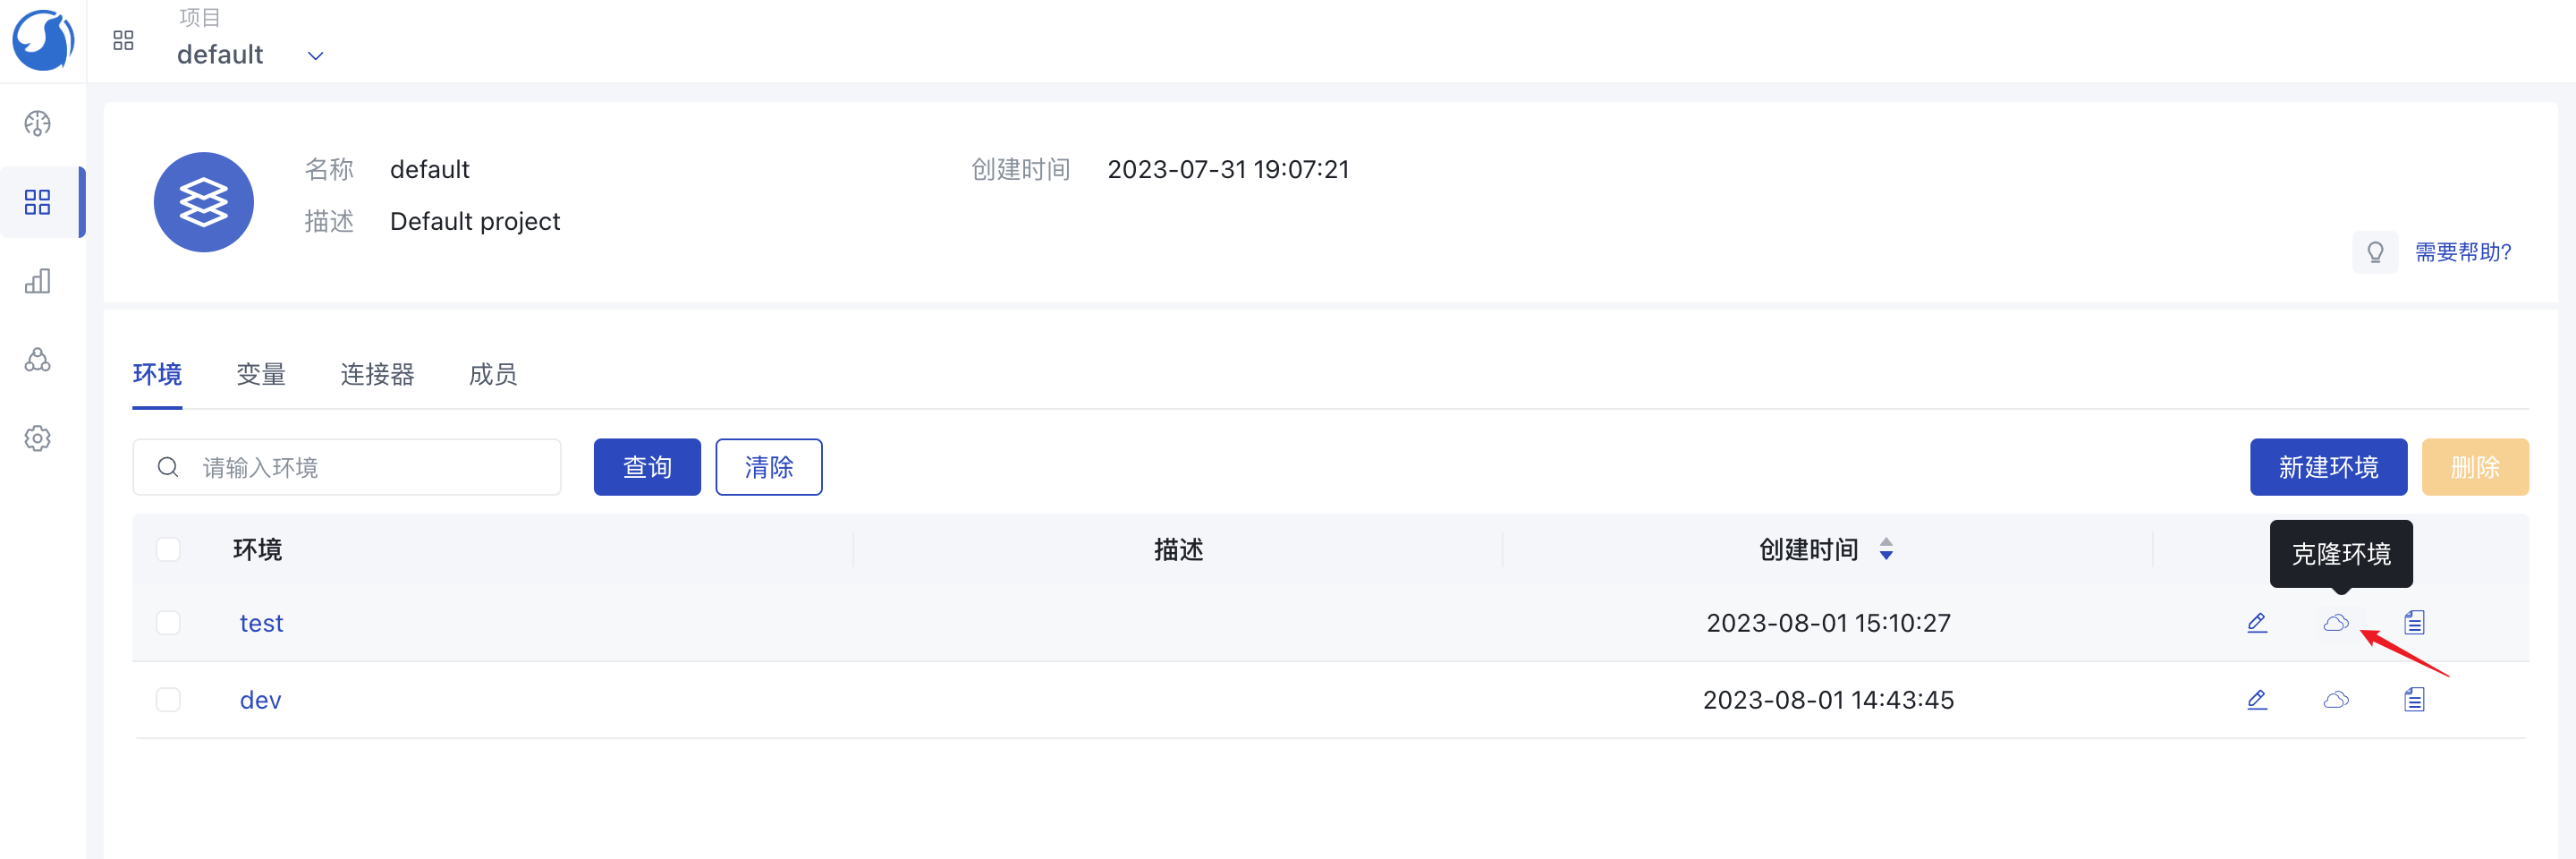 项目
default
名称 default 创建时间 2023-07-31 19:07:21
描述 Default project
需要帮助?
环境 变量 连接器 成员
请输入环境 查询 清除 新建环境 删除
环境 描述 创建时间 克隆环境
test 2023-08-01 15:10:27
dev 2023-08-01 14:43:45